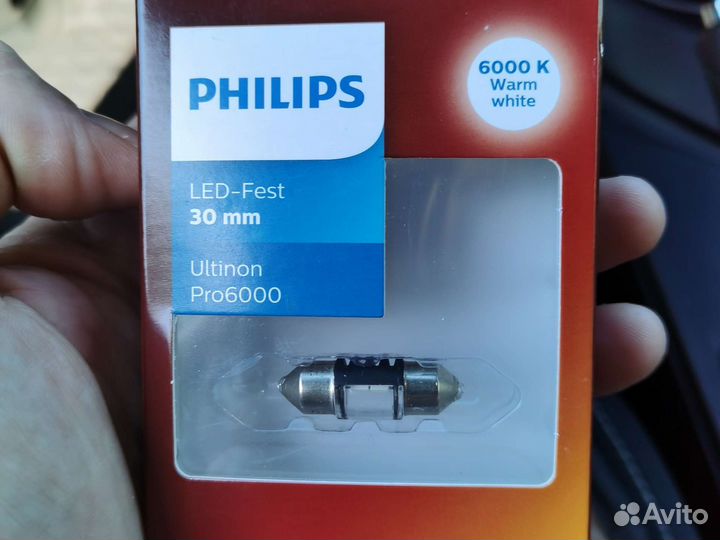 PHILIPS
6000 K
Warm
white
LED-Fest
30 mm
Ultinon
Pro6000
Avito